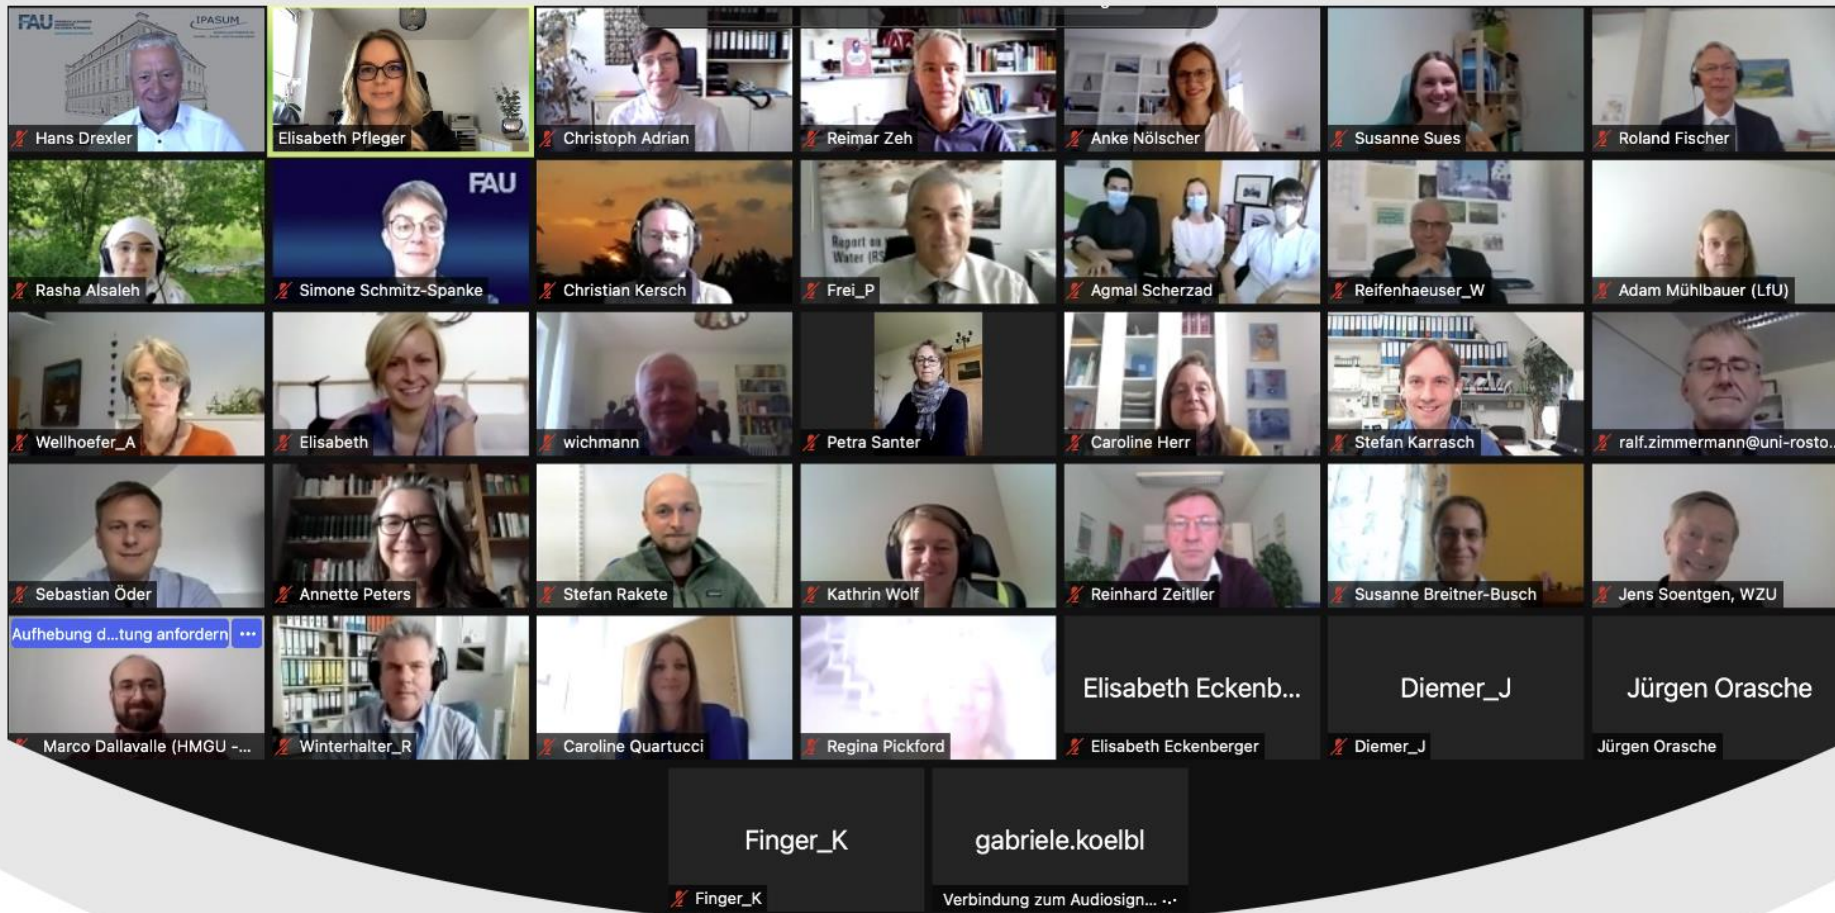 FAU
IPASUM
Hans Drexler
Elisabeth Pfleger
Christoph Adrian
Reimar Zeh
Anke Nölscher
Susanne Sues
Roland Fischer
FAU
Report on
Water (RS
Rasha Alsaleh
Simone Schmitz-Spanke
Christian Kersch
Frei_P
Agmal Scherzad
Reifenhaeuser_W
Adam Mühlbauer (LfU)
Wellhoefer_A
Elisabeth
wichmann
Petra Santer
Caroline Herr
Stefan Karrasch
ralf.zimmermann@uni-rosto...
Sebastian Öder
Annette Peters
Stefan Rakete
Kathrin Wolf
Reinhard Zeitller
Susanne Breitner-Busch
Jens Soentgen, WZU
Aufhebung d...tung anfordern ...
Elisabeth Eckenb...
Diemer_J
Jürgen Orasche
Marco Dallavalle (HMGU -...
Winterhalter_R
Caroline Quartucci
Regina Pickford
Elisabeth Eckenberger
Diemer_J
Jürgen Orasche
Finger_K
gabriele.koelbl
Finger_K
Verbindung zum Audiosign...